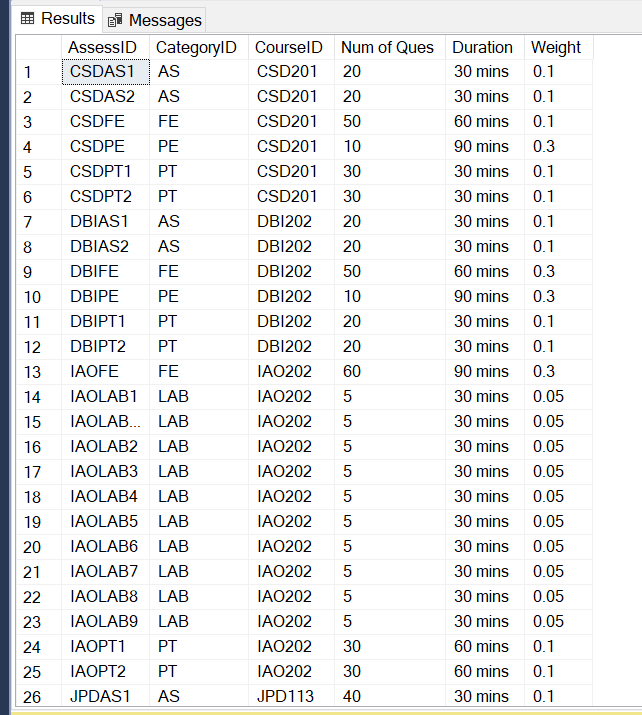 Results Messages
AssessID CategoryID CourseID Num of Ques Duration Weight
1 CSDAS1 AS CSD201 20 30 mins 0.1
2 CSDAS2 AS CSD201 20 30 mins 0.1
3 CSDFE FE CSD201 50 60 mins 0.1
4 CSDPE PE CSD201 10 90 mins 0.3
5 CSDPT1 PT CSD201 30 30 mins 0.1
6 CSDPT2 PT CSD201 30 30 mins 0.1
7 DBIAS1 AS DBI202 20 30 mins 0.1
8 DBIAS2 AS DBI202 20 30 mins 0.1
9 DBIFE FE DBI202 50 60 mins 0.3
10 DBIPE PE DBI202 10 90 mins 0.3
11 DBIPT1 PT DBI202 20 30 mins 0.1
12 DBIPT2 PT DBI202 20 30 mins 0.1
13 IAOFE FE IAO202 60 90 mins 0.3
14 IAOLAB1 LAB IAO202 5 30 mins 0.05
15 IAOLAB... LAB IAO202 5 30 mins 0.05
16 IAOLAB2 LAB IAO202 5 30 mins 0.05
17 IAOLAB3 LAB IAO202 5 30 mins 0.05
18 IAOLAB4 LAB IAO202 5 30 mins 0.05
19 IAOLAB5 LAB IAO202 5 30 mins 0.05
20 IAOLAB6 LAB IAO202 5 30 mins 0.05
21 IAOLAB7 LAB IAO202 5 30 mins 0.05
22 IAOLAB8 LAB IAO202 5 30 mins 0.05
23 IAOLAB9 LAB IAO202 5 30 mins 0.05
24 IAOPT1 PT IAO202 30 60 mins 0.1
25 IAOPT2 PT IAO202 30 60 mins 0.1
26 JPDAS1 AS JPD113 40 30 mins 0.1